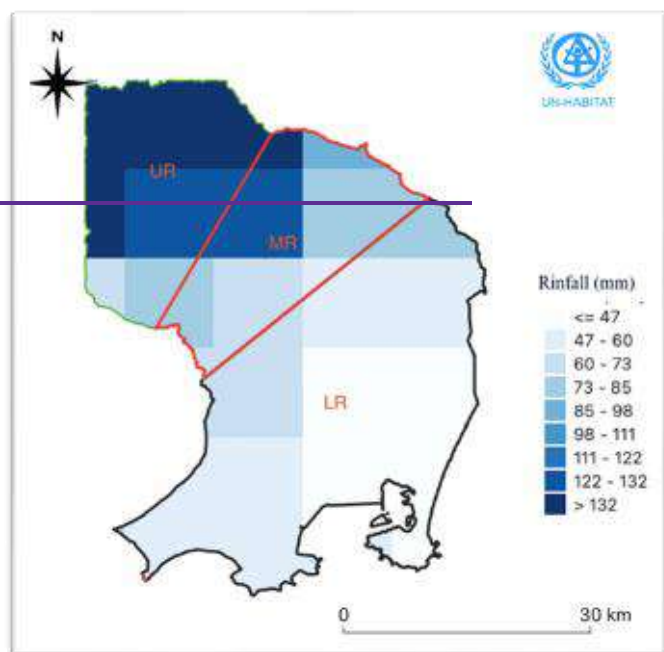 N
UN-HABITAT
UR
MR
LR
Rinfall (mm)
<= 47
47 - 60
60 - 73
73 - 85
85 - 98
98 - 111
111 - 122
122 - 132
> 132
0 30 km